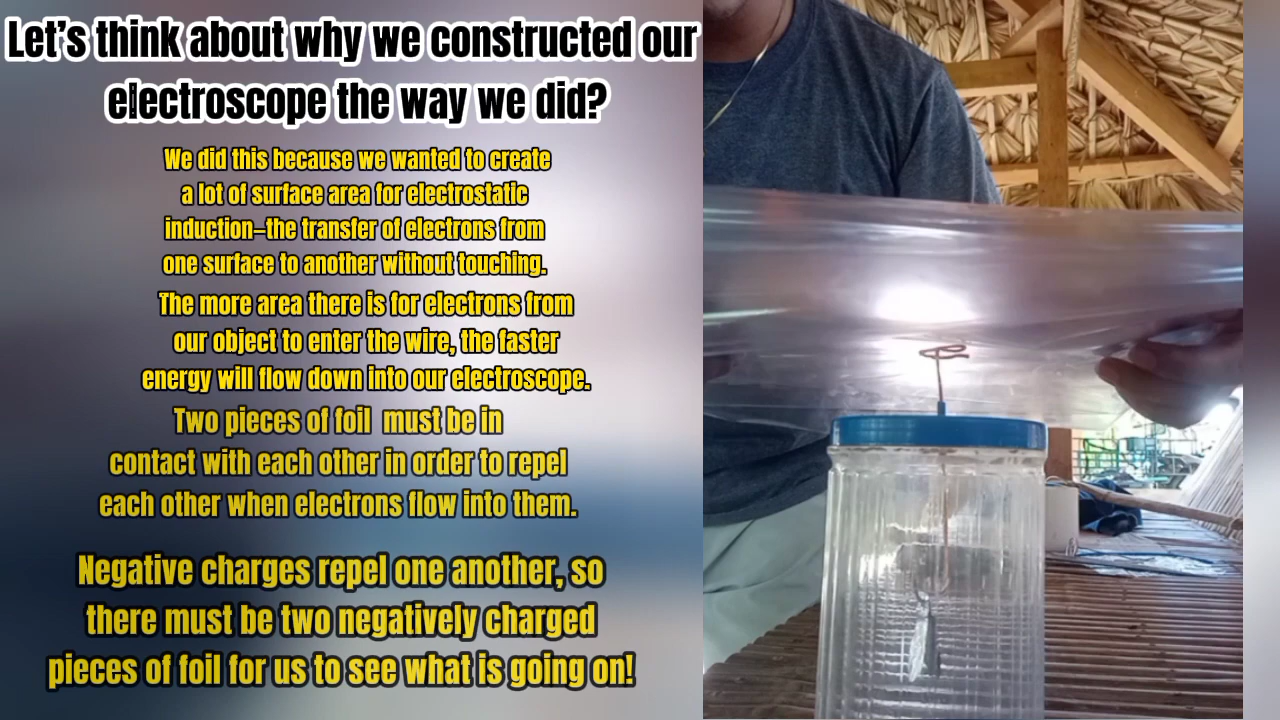 Let's think about why we constructed our
electroscope the way we did?
We did this because we wanted to create
a lot of surface area for electrostatic
induction–the transfer of electrons from
one surface to another without touching.
The more area there is for electrons from
our object to enter the wire, the faster
energy will flow down into our electroscope.
Two pieces of foil must be in
contact with each other in order to repel
each other when electrons flow into them.
Negative charges repel one another, so
there must be two negatively charged
pieces of foil for us to see what is going on!